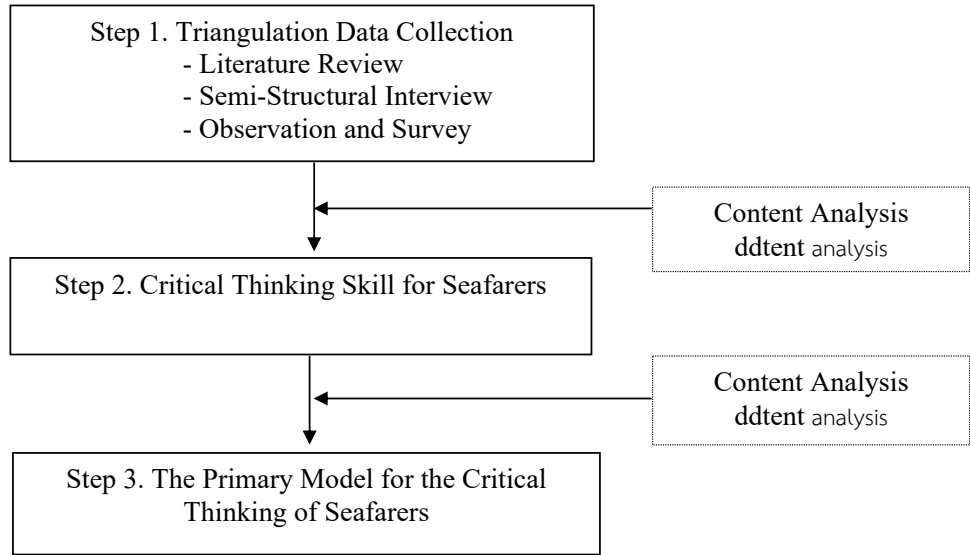 Step 1. Triangulation Data Collection
- Literature Review
- Semi-Structural Interview
- Observation and Survey
Content Analysis
ddtent analysis
Step 2. Critical Thinking Skill for Seafarers
Content Analysis
ddtent analysis
Step 3. The Primary Model for the Critical
Thinking of Seafarers